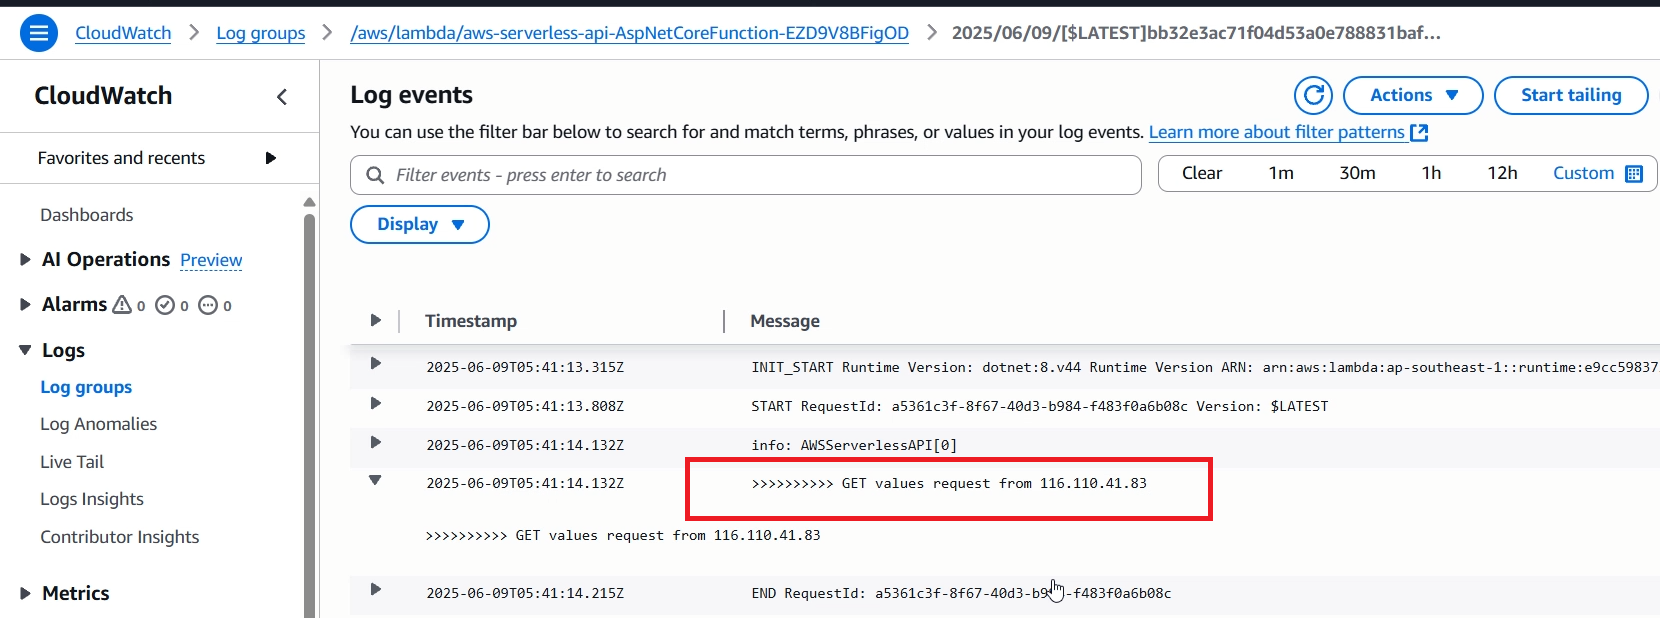 CloudWatch > Log groups > /aws/lambda/aws-serverless-api-AspNetCoreFunction-EZD9V8BFigOD > 2025/06/09/[$LATEST]bb32e3ac71f04d53a0e788831baf...
CloudWatch
Favorites and recents
Dashboards
AI Operations Preview
Alarms 0 0 0
Logs
Log groups
Log Anomalies
Live Tail
Logs Insights
Contributor Insights
Metrics
Log events
Actions
Start tailing
You can use the filter bar below to search for and match terms, phrases, or values in your log events. Learn more about filter patterns
Filter events - press enter to search
Clear 1m 30m 1h 12h Custom
Display
Timestamp Message
2025-06-09T05:41:13.315Z INIT_START Runtime Version: dotnet:8.v44 Runtime Version ARN: arn:aws:lambda:ap-southeast-1::runtime:e9cc59837
2025-06-09T05:41:13.808Z START RequestId: a5361c3f-8f67-40d3-b984-f483f0a6b08c Version: $LATEST
2025-06-09T05:41:14.132Z info: AWSServerlessAPI[0]
2025-06-09T05:41:14.132Z >>>>>>>>>> GET values request from 116.110.41.83
>>>>>>>>>> GET values request from 116.110.41.83
2025-06-09T05:41:14.215Z END RequestId: a5361c3f-8f67-40d3-b984-f483f0a6b08c